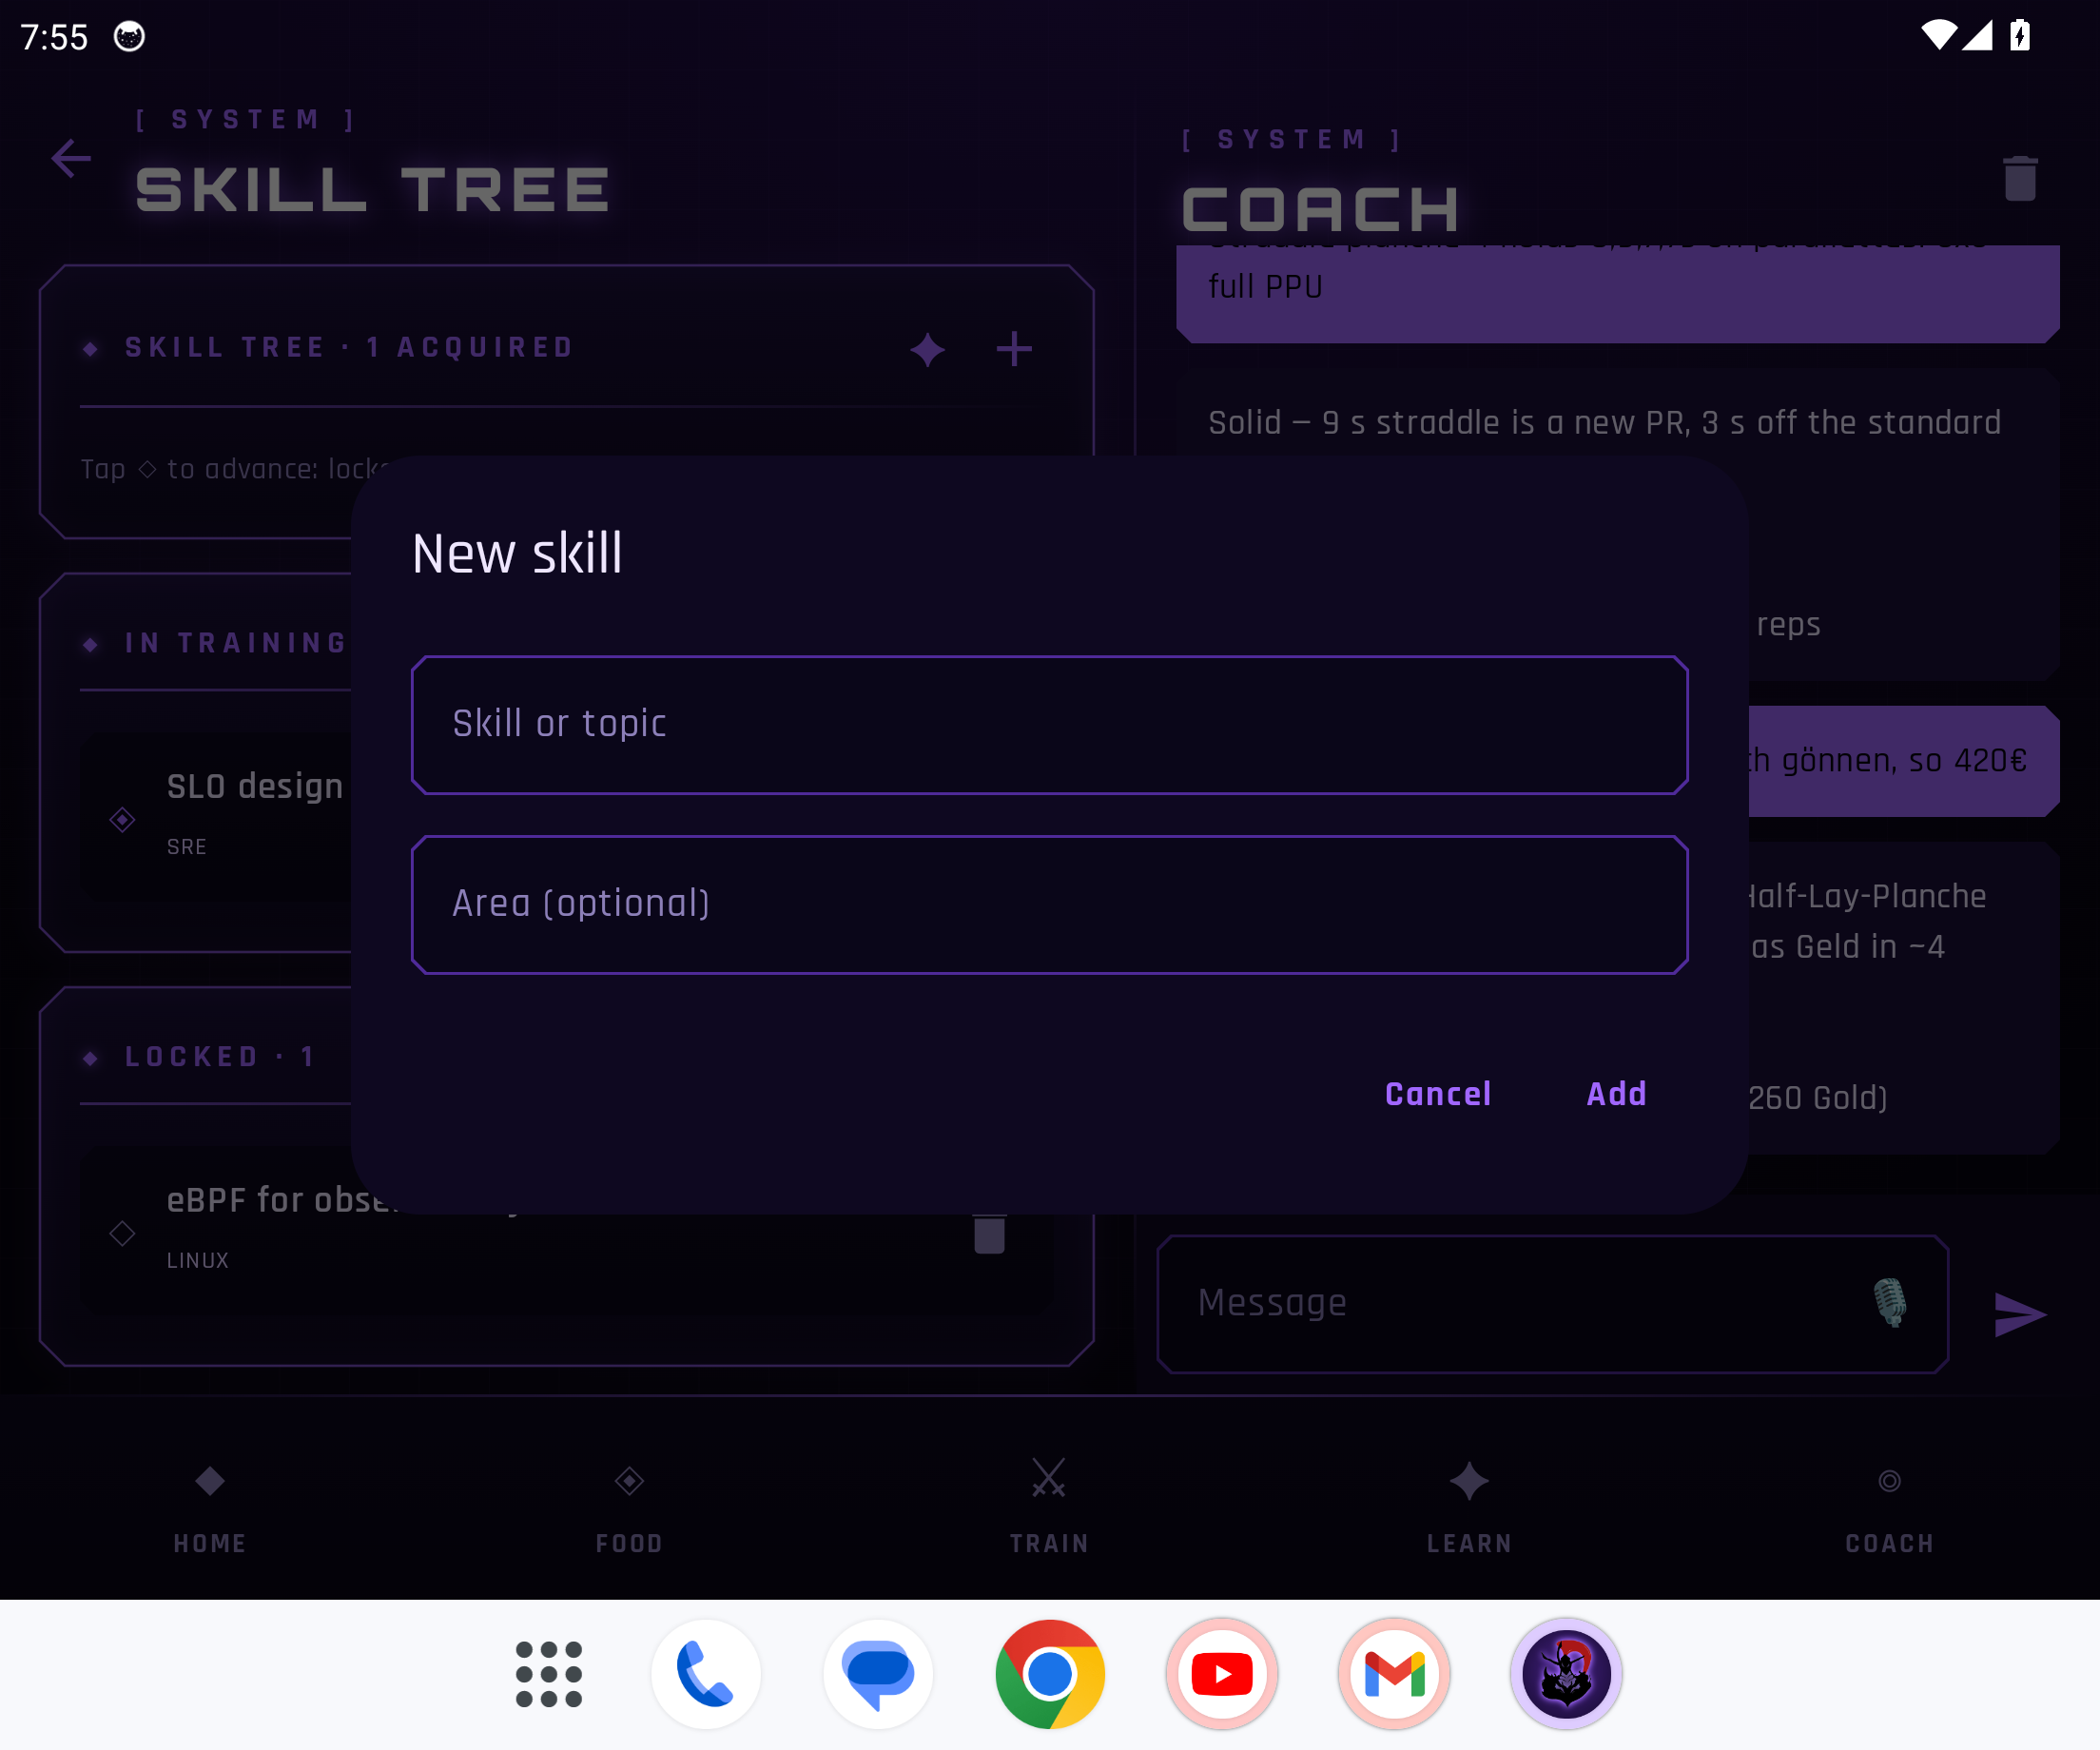 7:55
[ SYSTEM ]
SKILL TREE
SKILL TREE · 1 ACQUIRED
Tap ◇ to advance:
IN TRAINING
SLO design
SRE
LOCKED · 1
eBPF for
LINUX
[ SYSTEM ]
COACH
full PPU
Solid — 9 s straddle is a new PR, 3 s off the standard
reps
gönnen, so 420€
Half-Lay-Planche
Geld in ~4
260 Gold)
Message
New skill
Skill or topic
Area (optional)
Cancel
Add
HOME
FOOD
TRAIN
LEARN
COACH